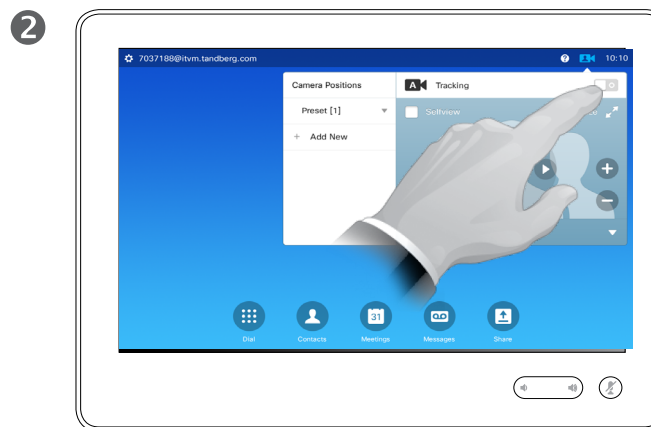 2
7037188@itvm.tandberg.com
? 10:10
Camera Positions
A Tracking
Preset [1]
Selfview
+ Add New
Dial
Contacts
31
Meetings
Messages
Share